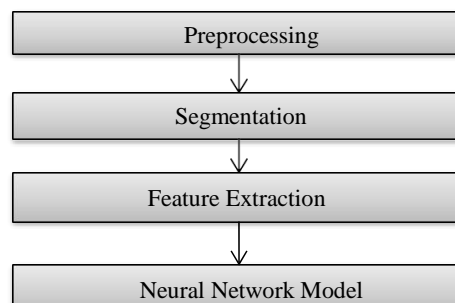 Preprocessing
Segmentation
Feature Extraction
Neural Network Model